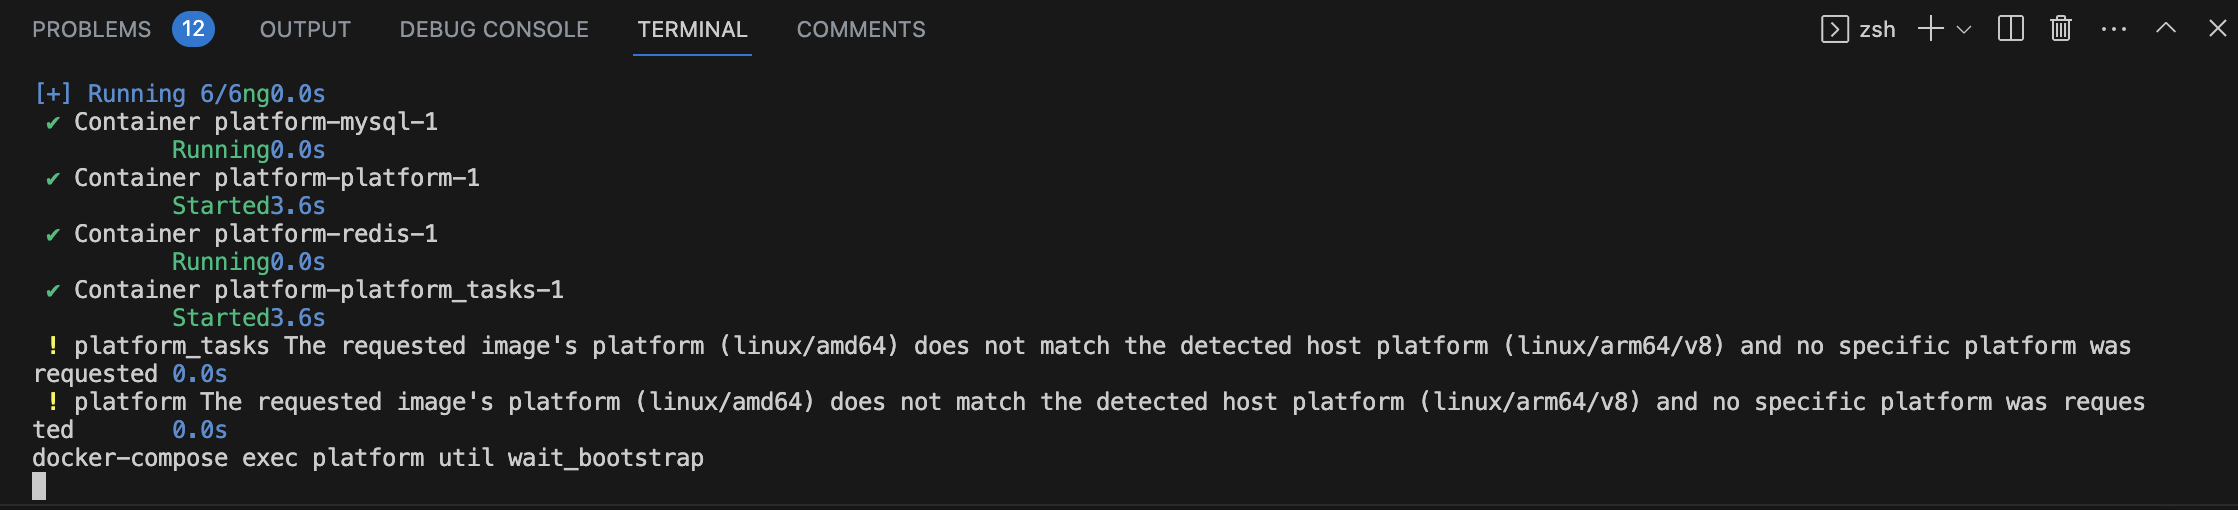 PROBLEMS 12 OUTPUT DEBUG CONSOLE TERMINAL COMMENTS zsh
[+] Running 6/6ng0.0s
✔ Container platform-mysql-1
Running0.0s
✔ Container platform-platform-1
Started3.6s
✔ Container platform-redis-1
Running0.0s
✔ Container platform-platform_tasks-1
Started3.6s
! platform_tasks The requested image's platform (linux/amd64) does not match the detected host platform (linux/arm64/v8) and no specific platform was
requested 0.0s
! platform The requested image's platform (linux/amd64) does not match the detected host platform (linux/arm64/v8) and no specific platform was reques
ted 0.0s
docker-compose exec platform util wait_bootstrap